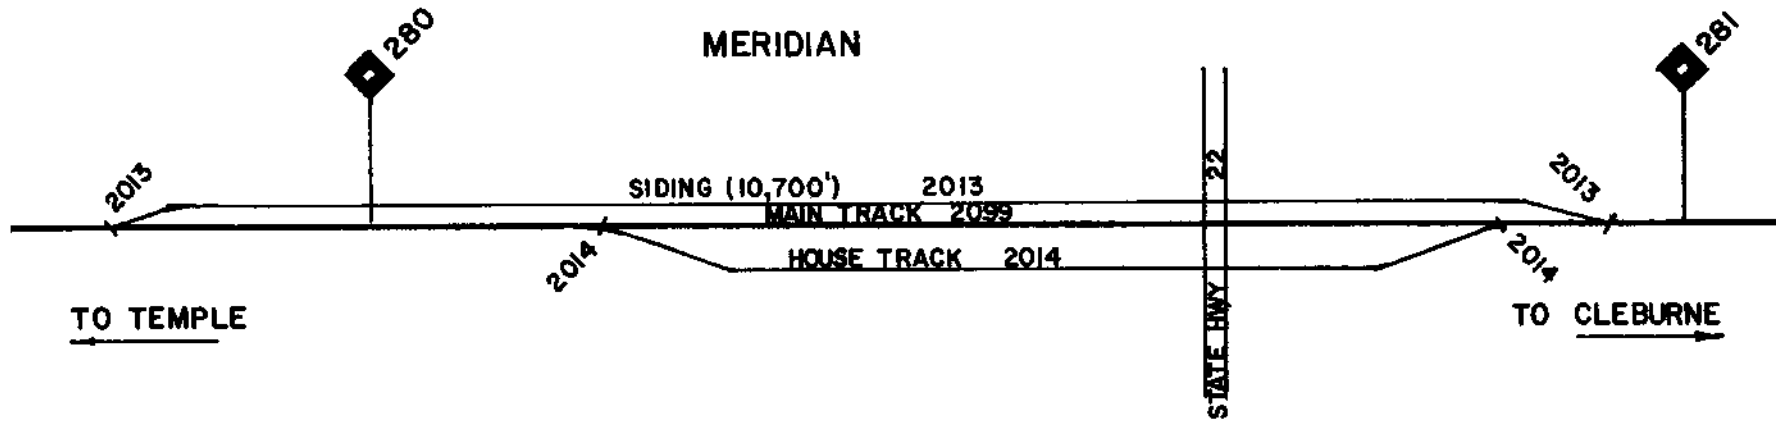 MERIDIAN
280
281
2013
SIDING (10,700') 2013
22
2013
MAIN TRACK 2099
2014
HOUSE TRACK 2014
2014
STATE HWY
TO TEMPLE
TO CLEBURNE